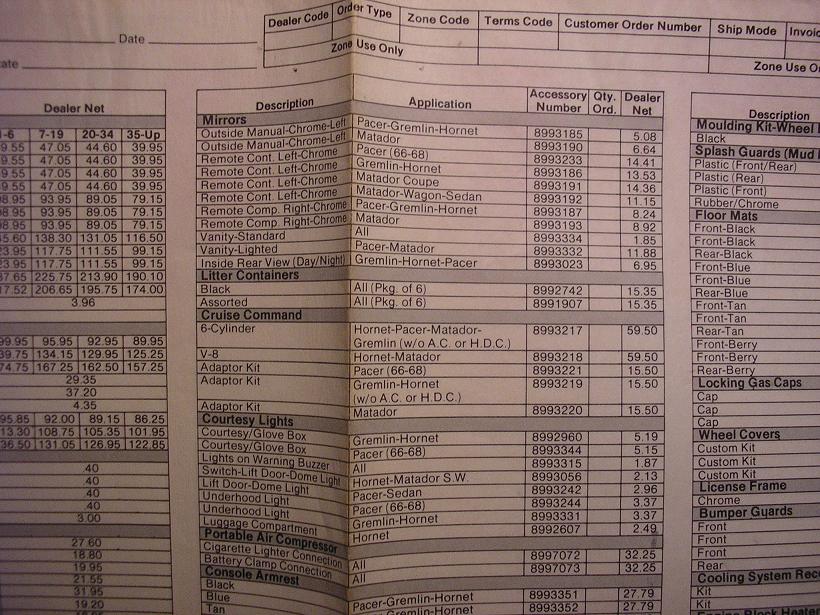 Date
Dealer Code Order Type Zone Code Terms Code Customer Order Number Ship Mode
Zone Use Only
Dealer Net
7-19 20-34 35-Up
47.05 44.60 39.95
47.05 44.60 39.95
47.05 44.60 39.95
47.05 44.60 39.95
93.95 89.05 79.15
93.95 89.05 79.15
93.95 89.05 79.15
138.30 131.05 116.50
117.75 111.55 99.15
117.75 111.55 99.15
225.75 213.90 190.10
206.65 195.75 174.00
3.96
95.95 92.95 89.95
134.15 129.95 125.25
167.25 162.50 157.25
29.35
37.20
4.35
92.00 89.15 86.25
108.75 105.35 101.95
131.05 126.95 122.85
.40
.40
.40
.40
3.00
27.60
18.80
19.95
21.55
31.95
19.20
Description Application Accessory Number Qty. Ord. Dealer Net
Mirrors
Outside Manual-Chrome-Left Pacer-Gremlin-Hornet 8993185 5.08
Outside Manual-Chrome-Left Matador 8993190 6.64
Remote Cont. Left-Chrome Pacer (66-68) 8993233 14.41
Remote Cont. Left-Chrome Gremlin-Hornet 8993186 13.53
Remote Cont. Left-Chrome Matador Coupe 8993191 14.36
Remote Cont. Left-Chrome Matador-Wagon-Sedan 8993192 11.15
Remote Comp. Right-Chrome Pacer-Gremlin-Hornet 8993187 8.24
Remote Comp. Right-Chrome Matador 8993193 8.92
Vanity-Standard All 8993334 1.85
Vanity-Lighted Pacer-Matador 8993332 11.88
Inside Rear View (Day/Night) Gremlin-Hornet-Pacer 8993023 6.95
Litter Containers
Black All (Pkg. of 6) 8992742 15.35
Assorted All (Pkg. of 6) 8991907 15.35
Cruise Command
6-Cylinder Hornet-Pacer-Matador- 8993217 59.50
Gremlin (w/o A.C. or H.D.C.)
V-8 Hornet-Matador 8993218 59.50
Adaptor Kit Pacer (66-68) 8993221 15.50
Adaptor Kit Gremlin-Hornet 8993219 15.50
(w/o A.C. or H.D.C.)
Adaptor Kit Matador 8993220 15.50
Courtesy Lights
Courtesy/Glove Box Gremlin-Hornet 8992960 5.19
Courtesy/Glove Box Pacer (66-68) 8993344 5.15
Lights on Warning Buzzer All 8993315 1.87
Switch-Lift Door-Dome Light Hornet-Matador S.W. 8993056 2.13
Lift Door-Dome Light Pacer-Sedan 8993242 2.96
Underhood Light Pacer (66-68) 8993244 3.37
Underhood Light Gremlin-Hornet 8993331 3.37
Luggage Compartment Hornet 8992607 2.49
Portable Air Compressor
Cigarette Lighter Connection All 8997072 32.25
Battery Clamp Connection All 8997073 32.25
Console Armrest
Black Pacer-Gremlin-Hornet 8993351 27.79
Blue Pacer-Gremlin-Hornet 8993352 27.79
Tan
Zone Use
Description
Moulding Kit-Wheel
Black
Splash Guards (Mud
Plastic (Front/Rear)
Plastic (Rear)
Plastic (Front)
Rubber/Chrome
Floor Mats
Front-Black
Front-Black
Rear-Black
Front-Blue
Front-Blue
Rear-Blue
Front-Tan
Front-Tan
Rear-Tan
Front-Berry
Front-Berry
Rear-Berry
Locking Gas Caps
Cap
Cap
Cap
Wheel Covers
Custom Kit
Custom Kit
Custom Kit
License Frame
Chrome
Bumper Guards
Front
Front
Front
Rear
Cooling System
Kit
Kit